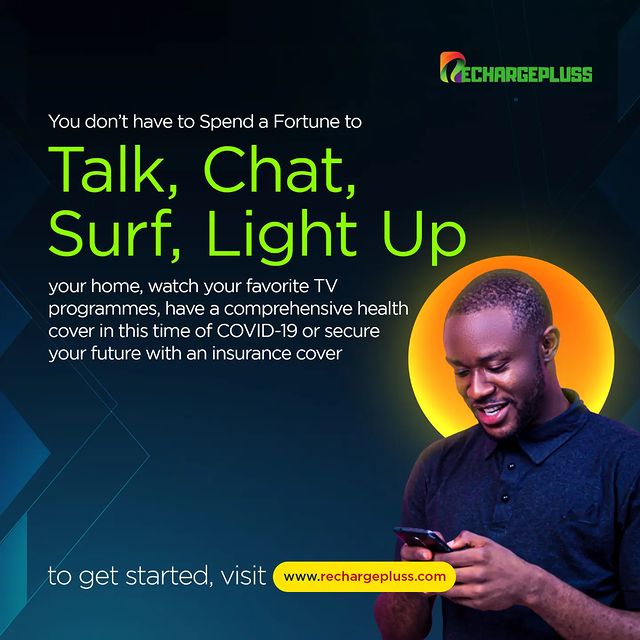 RECHARGEPLUSS
You don't have to Spend a Fortune to
Talk, Chat,
Surf, Light Up
your home, watch your favorite TV
programmes, have a comprehensive health
cover in this time of COVID-19 or secure
your future with an insurance cover
to get started, visit www.rechargepluss.com